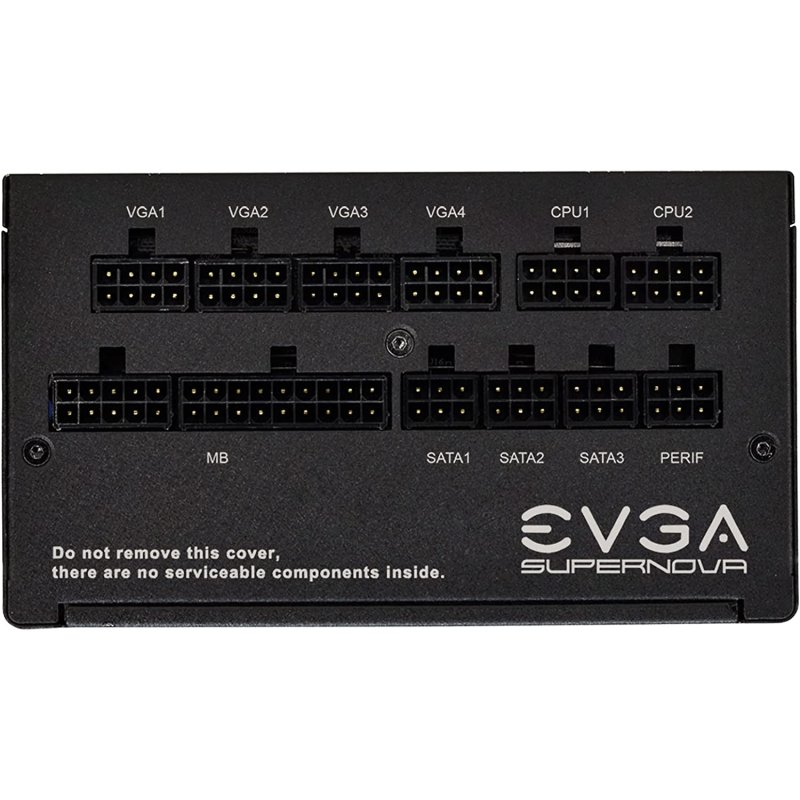 VGA1 VGA2 VGA3 VGA4 CPU1 CPU2
MB SATA1 SATA2 SATA3 PERIF
EVGA
SUPERNOVA
Do not remove this cover,
there are no serviceable components inside.